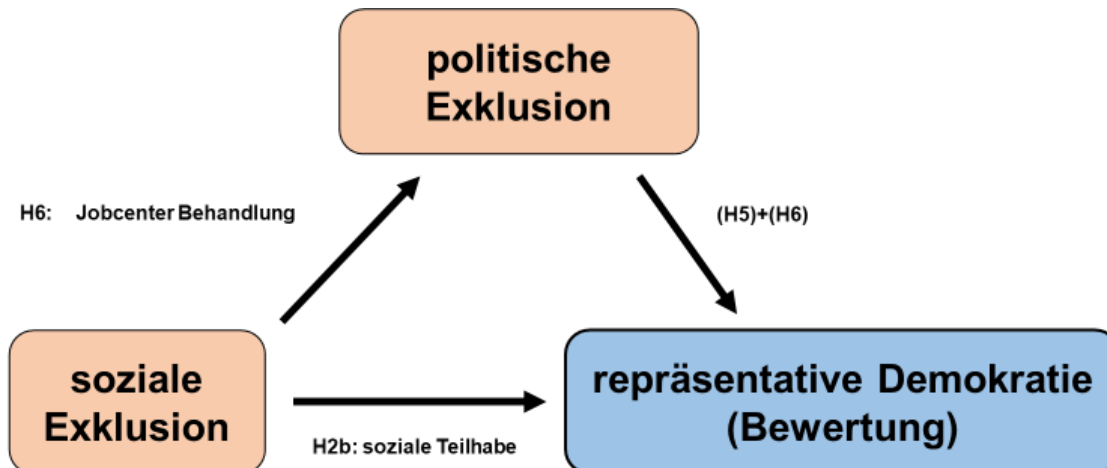 politische
Exklusion
H6: Jobcenter Behandlung
(H5)+(H6)
soziale
Exklusion
H2b: soziale Teilhabe
repräsentative Demokratie
(Bewertung)